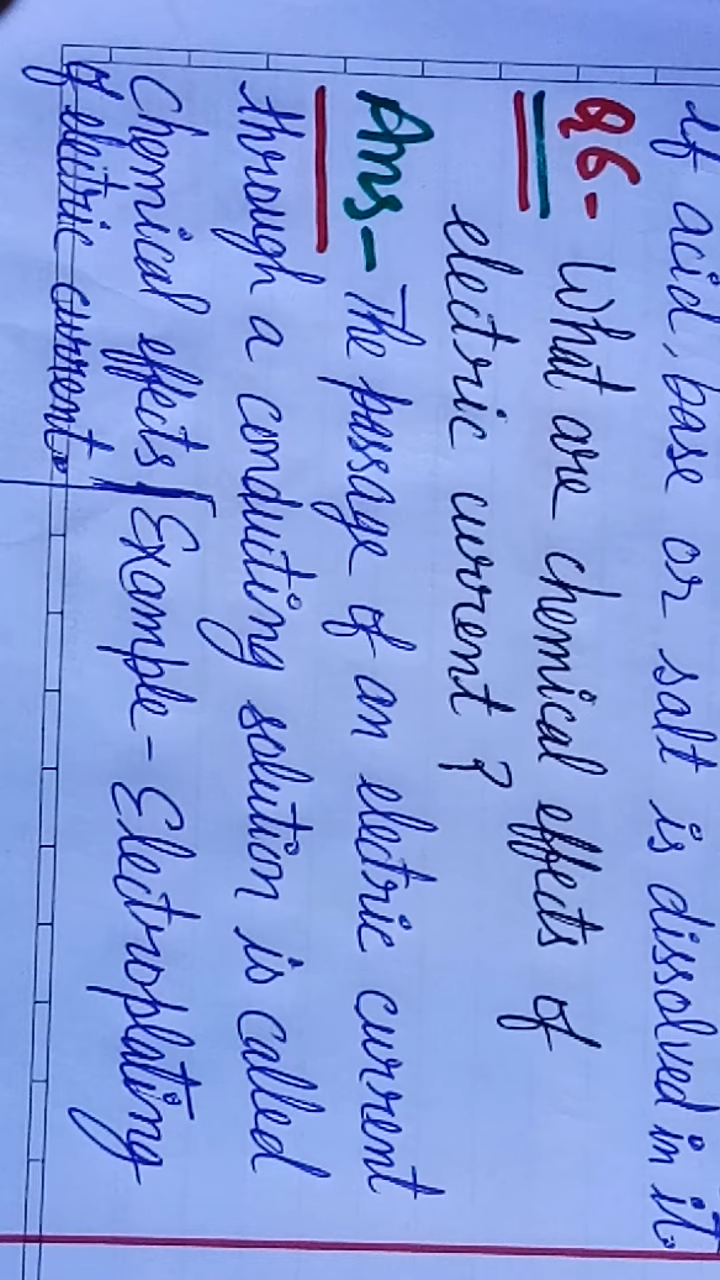 if acid, base or salt is dissolved in it.
Q6- What are chemical effects of
electric current?
Ans- The passage of an electric current
through a conduiting solution is called
Chemical effects Example - Electroplating
of electric current.